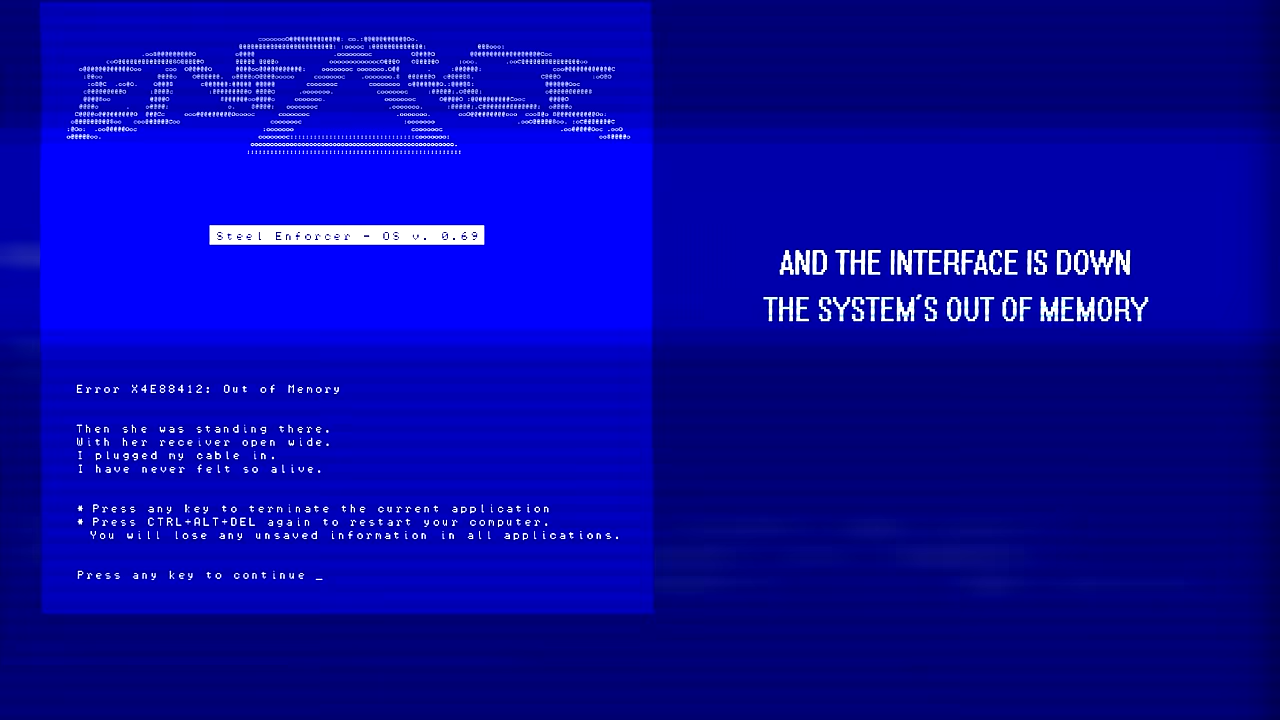 Steel Enforcer - OS v. 0.69
AND THE INTERFACE IS DOWN
THE SYSTEM'S OUT OF MEMORY
Error X4E88412: Out of Memory
Then she was standing there.
With her receiver open wide.
I plugged my cable in.
I have never felt so alive.
* Press any key to terminate the current application
* Press CTRL+ALT+DEL again to restart your computer.
You will lose any unsaved information in all applications.
Press any key to continue _